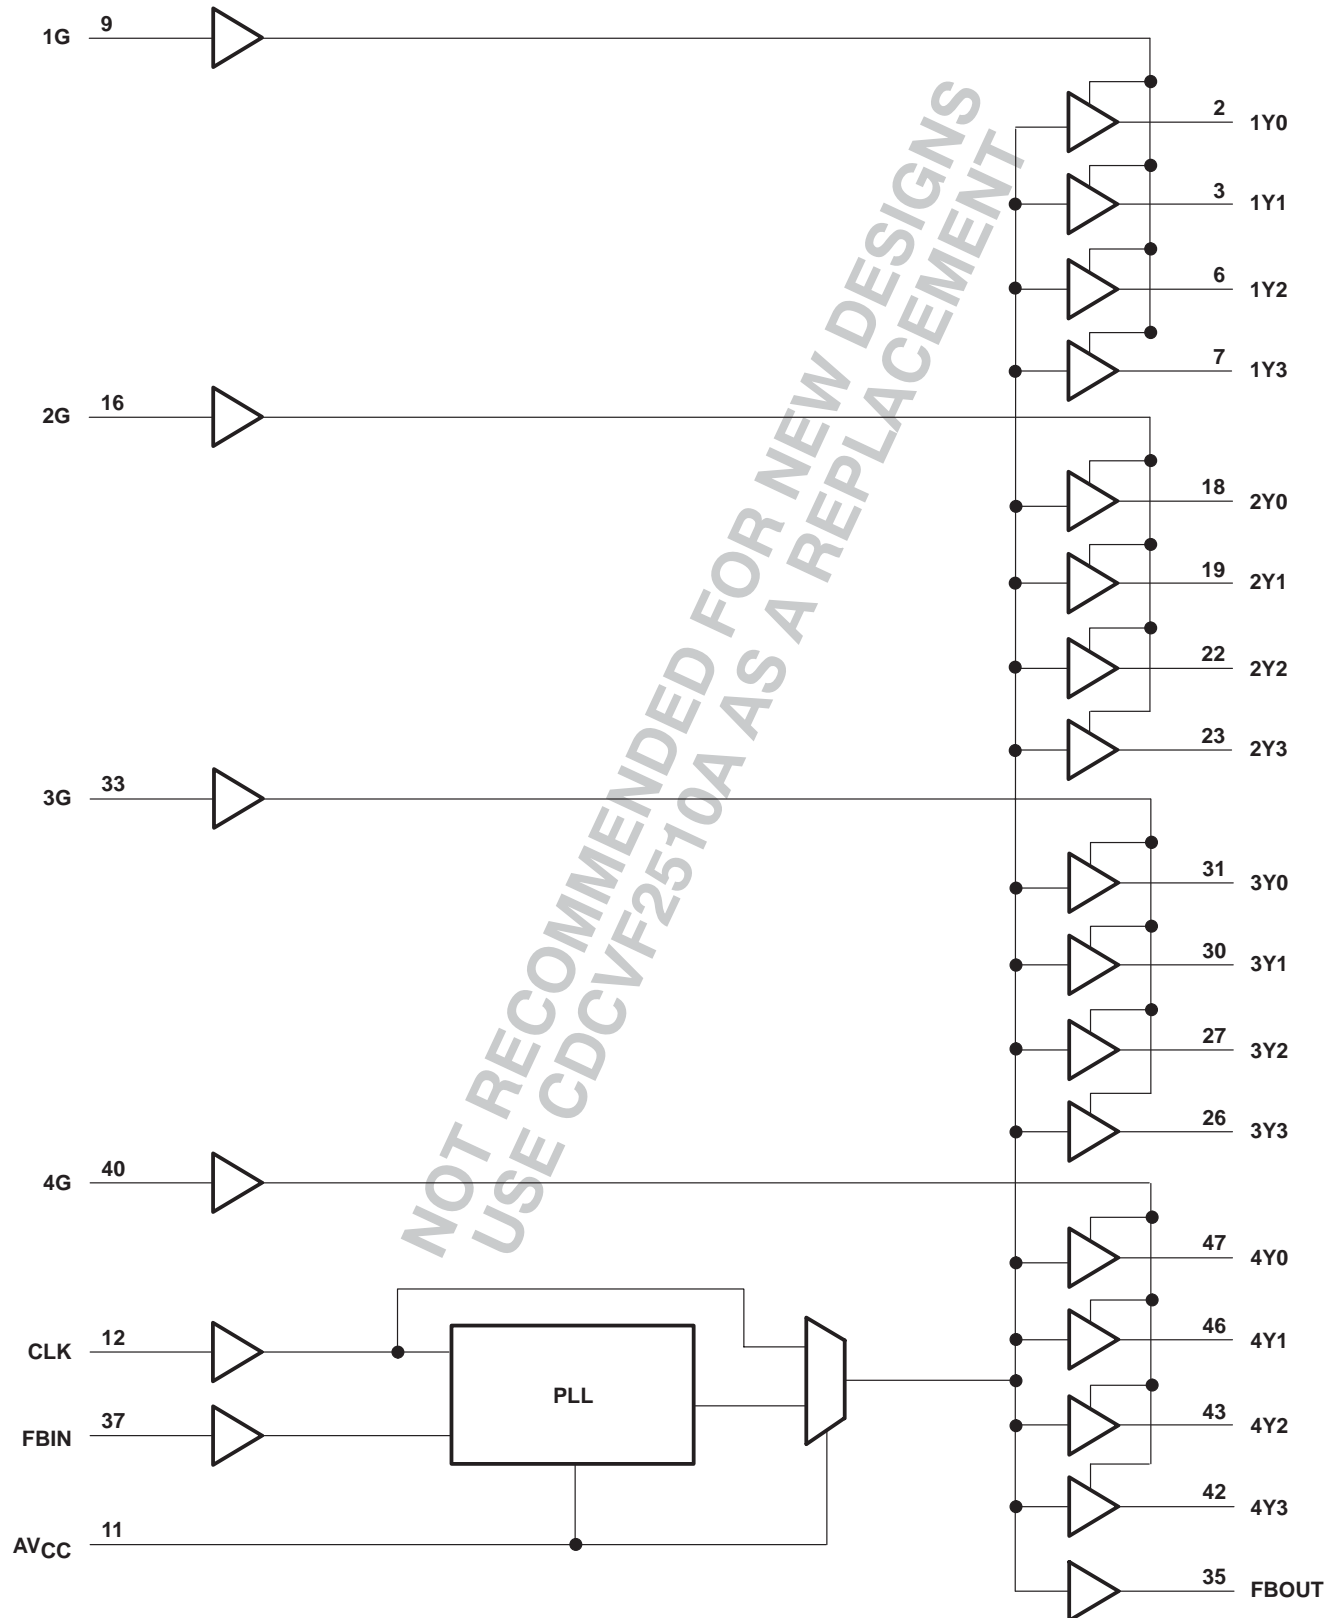 1G 9
2 1Y0
3 1Y1
6 1Y2
7 1Y3
2G 16
18 2Y0
19 2Y1
22 2Y2
23 2Y3
3G 33
31 3Y0
30 3Y1
27 3Y2
26 3Y3
4G 40
47 4Y0
CLK 12
46 4Y1
PLL
FBIN 37
43 4Y2
42 4Y3
AVCC 11
35 FBOUT
NOT RECOMMENDED FOR NEW DESIGNS
USE CDCVF2510A AS A REPLACEMENT